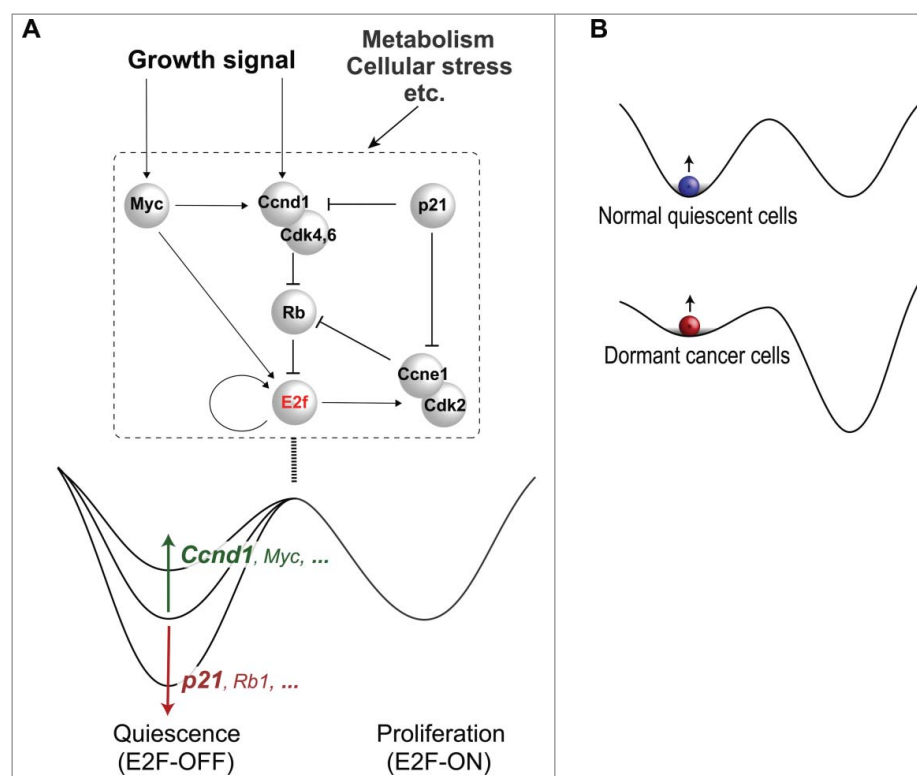 A
Growth signal
Metabolism
Cellular stress
etc.
Myc
Ccnd1
Cdk4,6
p21
Rb
Ccne1
Cdk2
E2f
Ccnd1, Myc, ...
p21, Rb1, ...
Quiescence
(E2F-OFF)
Proliferation
(E2F-ON)
B
Normal quiescent cells
Dormant cancer cells